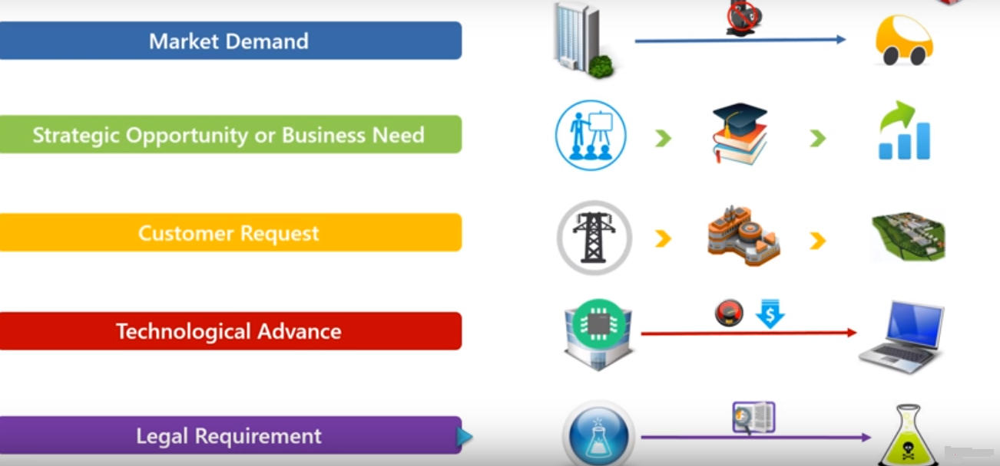 Market Demand
Strategic Opportunity or Business Need
Customer Request
Technological Advance
$
Legal Requirement